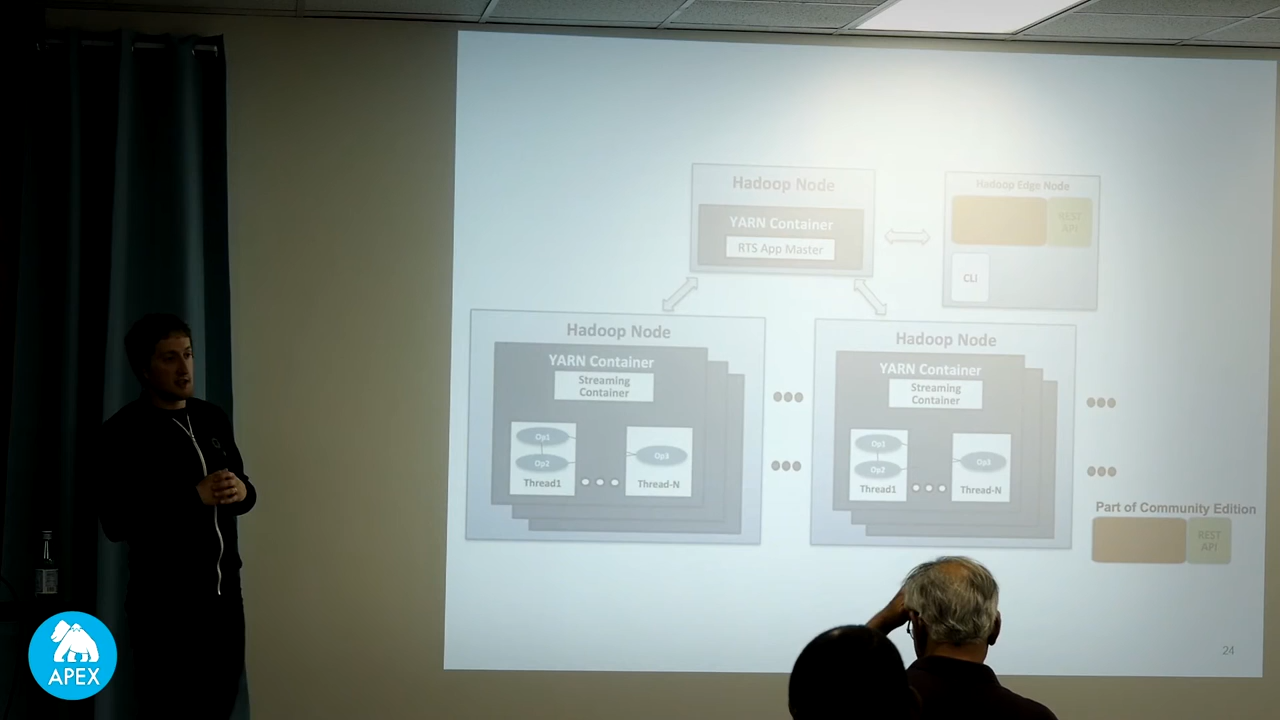 Hadoop Node
YARN Container
RTS App Master
Hadoop Edge Node
REST
API
CLI
Hadoop Node
YARN Container
Streaming
Container
Op1
Op2
Thread1
Op3
Thread-N
Hadoop Node
YARN Container
Streaming
Container
Op1
Op2
Thread1
Op3
Thread-N
Part of Community Edition
REST
API
24
APEX